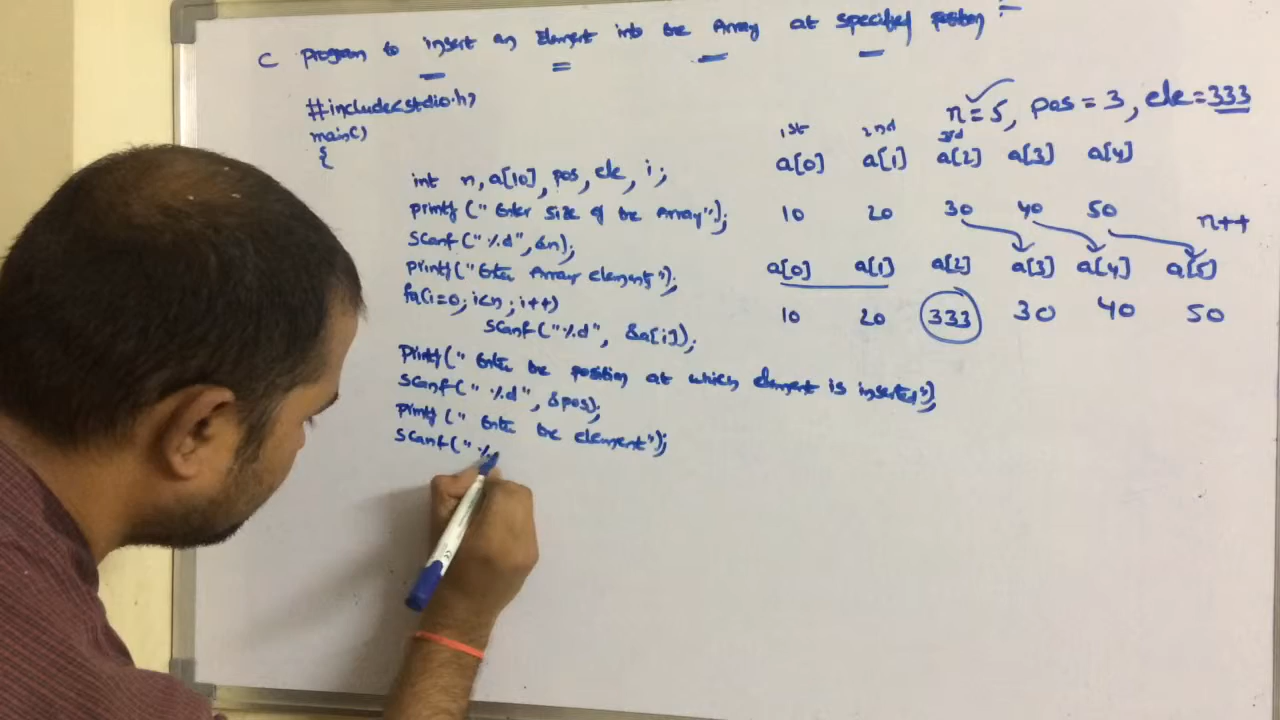 C Program to insert an Element into the Array at specified position :-
#include<stdio.h>
main()
{
int n, a[10], pos, ele, i;
printf ("Enter Size of the Array");
Scanf ("%d", &n);
printf ("Enter Array element");
for(i=0; i<n; i++)
Scanf ("%d", &a[i]);
Printf (" Enter the position at which element is inserted");
Scanf (" %d", &pos);
Printf (" Enter the element");
Scanf (" %
n=5, pos = 3, ele=333
1st 2nd 3rd
a[0] a[1] a[2] a[3] a[4]
10 20 30 40 50 n++
a[0] a[1] a[2] a[3] a[4] a[5]
10 20 333 30 40 50